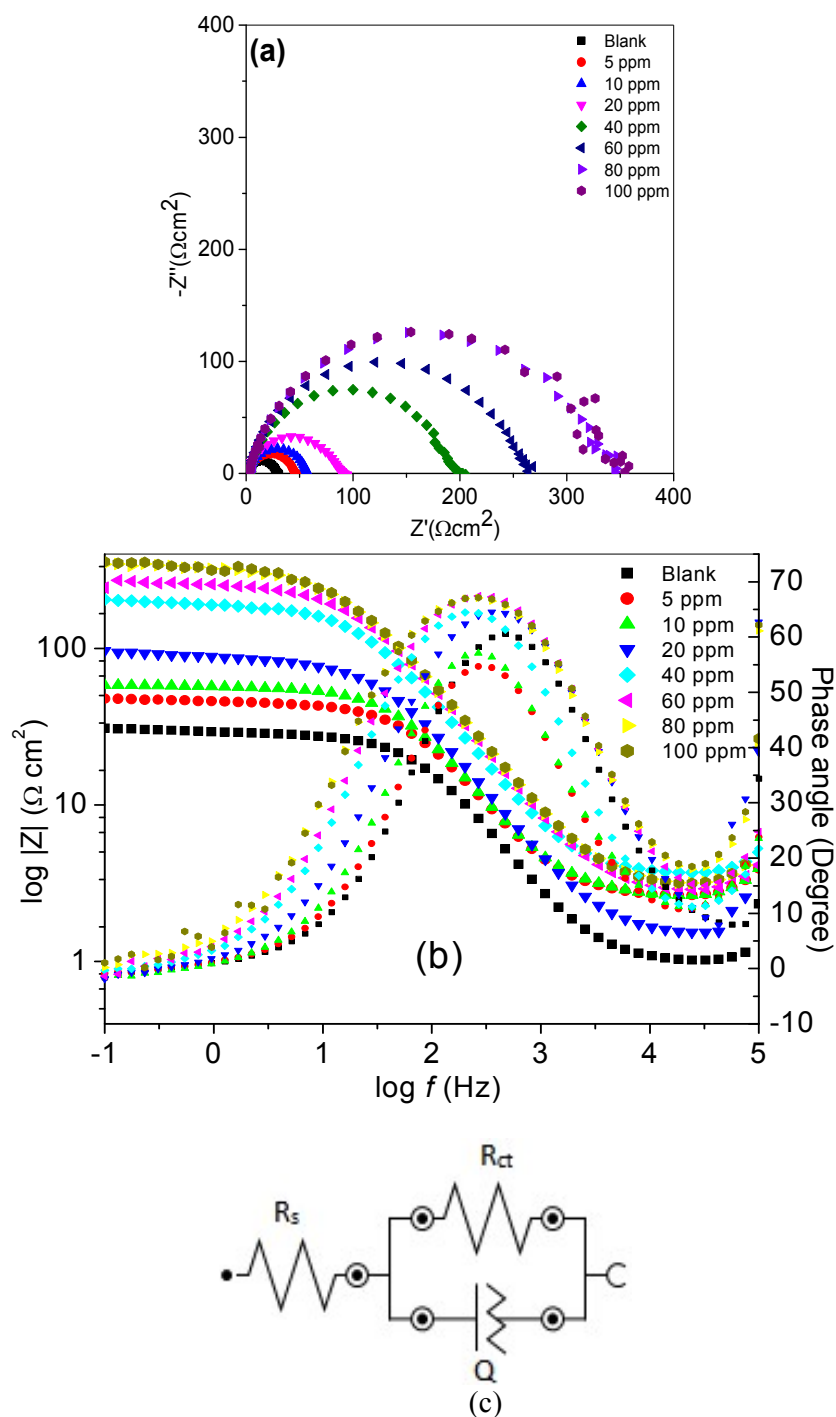 (a)
400
300
200
100
0
-Z''(Ωcm²)
Blank
5 ppm
10 ppm
20 ppm
40 ppm
60 ppm
80 ppm
100 ppm
0 100 200 300 400
Z'(Ωcm²)
100
10
1
log |Z| (Ω cm²)
Blank
5 ppm
10 ppm
20 ppm
40 ppm
60 ppm
80 ppm
100 ppm
(b)
70
60
50
40
30
20
10
0
-10
Phase angle (Degree)
-1 0 1 2 3 4 5
log f (Hz)
Rct
Rs
C
Q
(c)